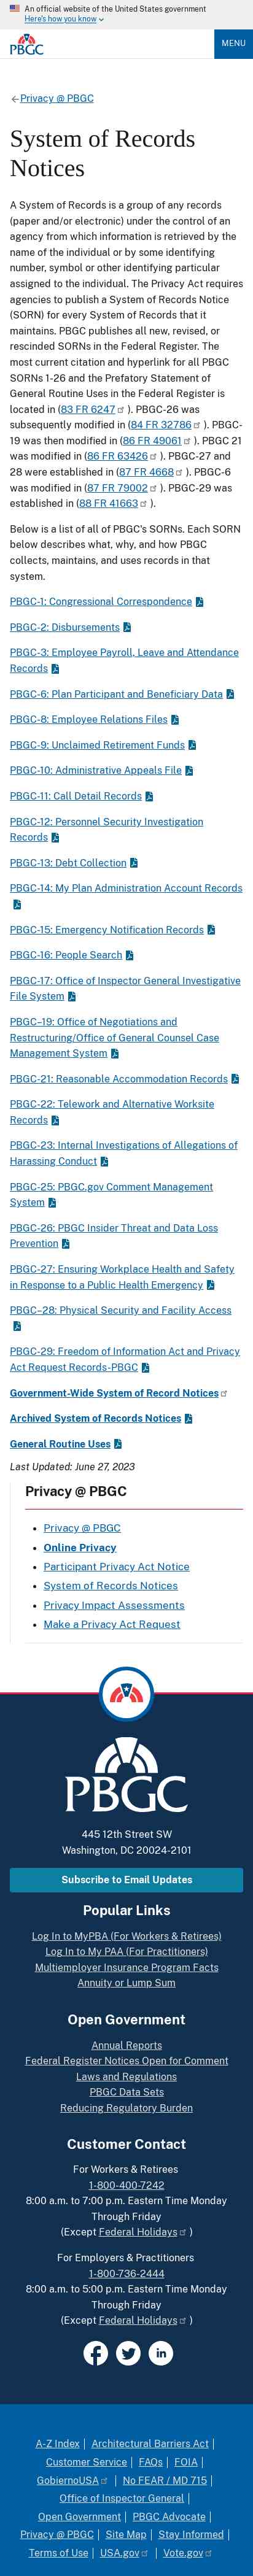 An official website of the United States government
Here's how you know
PBGC
MENU
Privacy @ PBGC
System of Records
Notices
A System of Records is a group of any records
(paper and/or electronic) under the control of an
agency from which information is retrieved by the
name of the individual or by some identifying
number, symbol, or other identifying particular
assigned to the individual. The Privacy Act requires
agencies to publish a System of Records Notice
(SORN) for every System of Records that it
maintains. PBGC publishes all new, revised, or
rescinded SORNs in the Federal Register. The
most current citation and hyperlink for all PBGC
SORNs 1-26 and the Prefatory Statement of
General Routine Uses is in the Federal Register
located in (83 FR 6247 ). PBGC-26 was
subsequently modified in (84 FR 32786 ). PBGC-
19 was then modified in (86 FR 49061 ). PBGC 21
was modified in (86 FR 63426 ). PBGC-27 and
28 were established in (87 FR 4668 ). PBGC-6
was modified in (87 FR 79002 ). PBGC-29 was
established in (88 FR 41663 ).
Below is a list of all of PBGC's SORNs. Each SORN
below describes what, why, and how PBGC
collects, maintains, and uses records in each
system.
PBGC-1: Congressional Correspondence
PBGC-2: Disbursements
PBGC-3: Employee Payroll, Leave and Attendance
Records
PBGC-6: Plan Participant and Beneficiary Data
PBGC-8: Employee Relations Files
PBGC-9: Unclaimed Retirement Funds
PBGC-10: Administrative Appeals File
PBGC-11: Call Detail Records
PBGC-12: Personnel Security Investigation
Records
PBGC-13: Debt Collection
PBGC-14: My Plan Administration Account Records
PBGC-15: Emergency Notification Records
PBGC-16: People Search
PBGC-17: Office of Inspector General Investigative
File System
PBGC–19: Office of Negotiations and
Restructuring/Office of General Counsel Case
Management System
PBGC-21: Reasonable Accommodation Records
PBGC-22: Telework and Alternative Worksite
Records
PBGC-23: Internal Investigations of Allegations of
Harassing Conduct
PBGC-25: PBGC.gov Comment Management
System
PBGC-26: PBGC Insider Threat and Data Loss
Prevention
PBGC-27: Ensuring Workplace Health and Safety
in Response to a Public Health Emergency
PBGC–28: Physical Security and Facility Access
PBGC-29: Freedom of Information Act and Privacy
Act Request Records-PBGC
Government-Wide System of Record Notices
Archived System of Records Notices
General Routine Uses
Last Updated: June 27, 2023
Privacy @ PBGC
Privacy @ PBGC
Online Privacy
Participant Privacy Act Notice
System of Records Notices
Privacy Impact Assessments
Make a Privacy Act Request
PBGC
445 12th Street SW
Washington, DC 20024-2101
Subscribe to Email Updates
Popular Links
Log In to MyPBA (For Workers & Retirees)
Log In to My PAA (For Practitioners)
Multiemployer Insurance Program Facts
Annuity or Lump Sum
Open Government
Annual Reports
Federal Register Notices Open for Comment
Laws and Regulations
PBGC Data Sets
Reducing Regulatory Burden
Customer Contact
For Workers & Retirees
1-800-400-7242
8:00 a.m. to 7:00 p.m. Eastern Time Monday
Through Friday
(Except Federal Holidays )
For Employers & Practitioners
1-800-736-2444
8:00 a.m. to 5:00 p.m. Eastern Time Monday
Through Friday
(Except Federal Holidays )
A-Z Index | Architectural Barriers Act |
Customer Service | FAQs | FOIA |
GobiernoUSA | No FEAR / MD 715 |
Office of Inspector General |
Open Government | PBGC Advocate |
Privacy @ PBGC | Site Map | Stay Informed |
Terms of Use | USA.gov | Vote.gov